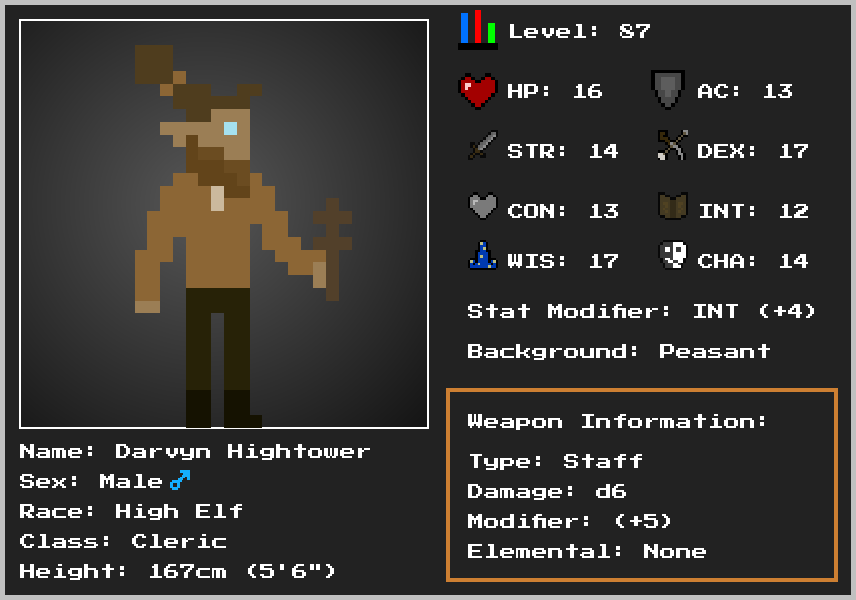 Level: 87
HP: 16 AC: 13
STR: 14 DEX: 17
CON: 13 INT: 12
WIS: 17 CHA: 14
Stat Modifier: INT (+4)
Background: Peasant
Weapon Information:
Type: Staff
Damage: d6
Modifier: (+5)
Elemental: None
Name: Darvyn Hightower
Sex: Male ♂
Race: High Elf
Class: Cleric
Height: 167cm (5'6")